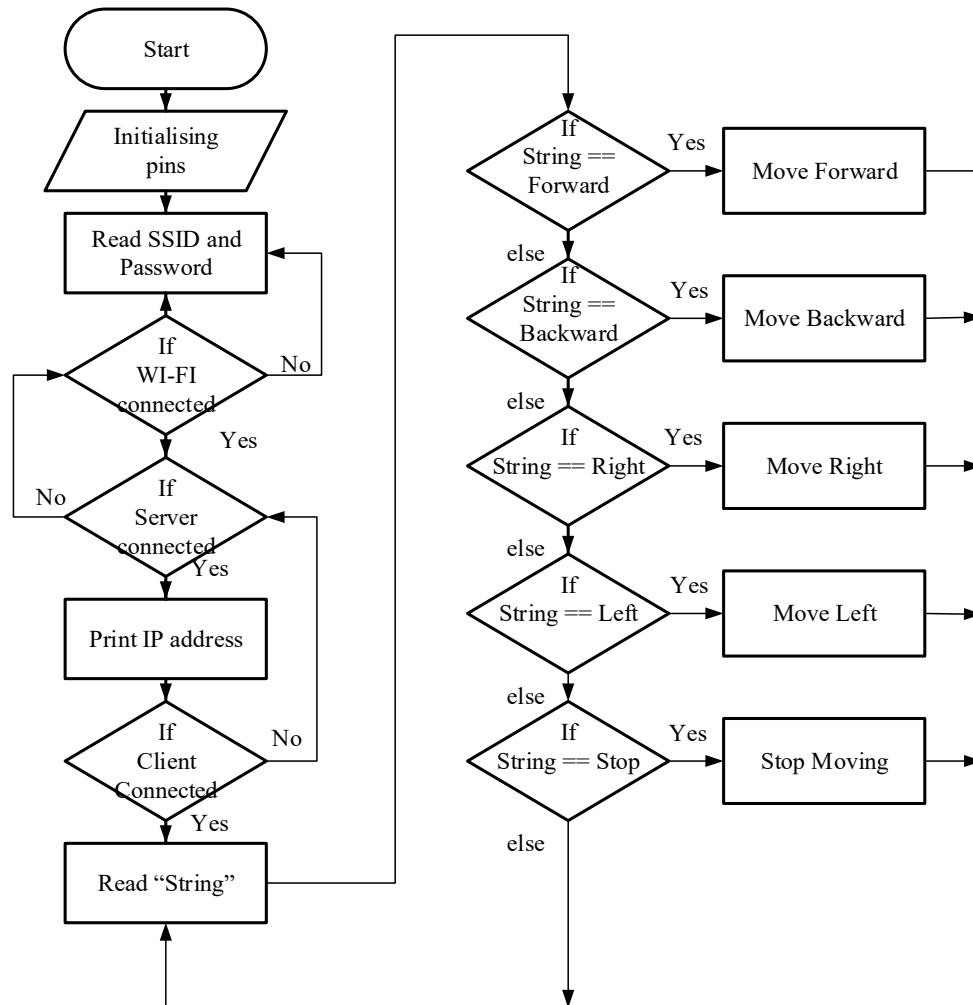 Start
Initialising
pins
Read SSID and
Password
If
WI-FI
connected
No
Yes
If
Server
connected
No
Yes
Print IP address
If
Client
Connected
No
Yes
Read “String”
If
String ==
Forward
Yes
Move Forward
else
If
String ==
Backward
Yes
Move Backward
else
If
String == Right
Yes
Move Right
else
If
String == Left
Yes
Move Left
else
If
String == Stop
Yes
Stop Moving
else